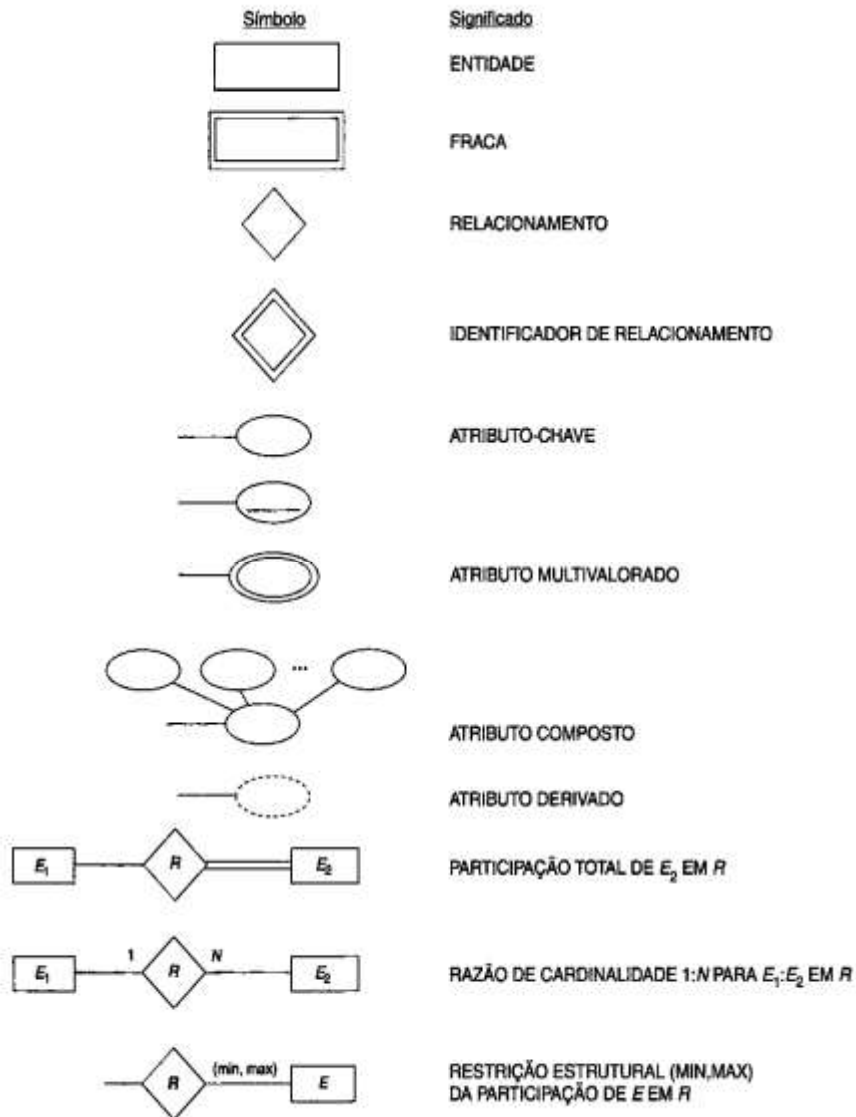 Símbolo Significado
ENTIDADE
FRACA
RELACIONAMENTO
IDENTIFICADOR DE RELACIONAMENTO
ATRIBUTO-CHAVE
ATRIBUTO MULTIVALORADO
...
ATRIBUTO COMPOSTO
ATRIBUTO DERIVADO
E₁ R E₂ PARTICIPAÇÃO TOTAL DE E₂ EM R
E₁ 1 R N E₂ RAZÃO DE CARDINALIDADE 1:N PARA E₁:E₂ EM R
R (min, max) E RESTRIÇÃO ESTRUTURAL (MIN,MAX)
DA PARTICIPAÇÃO DE E EM R